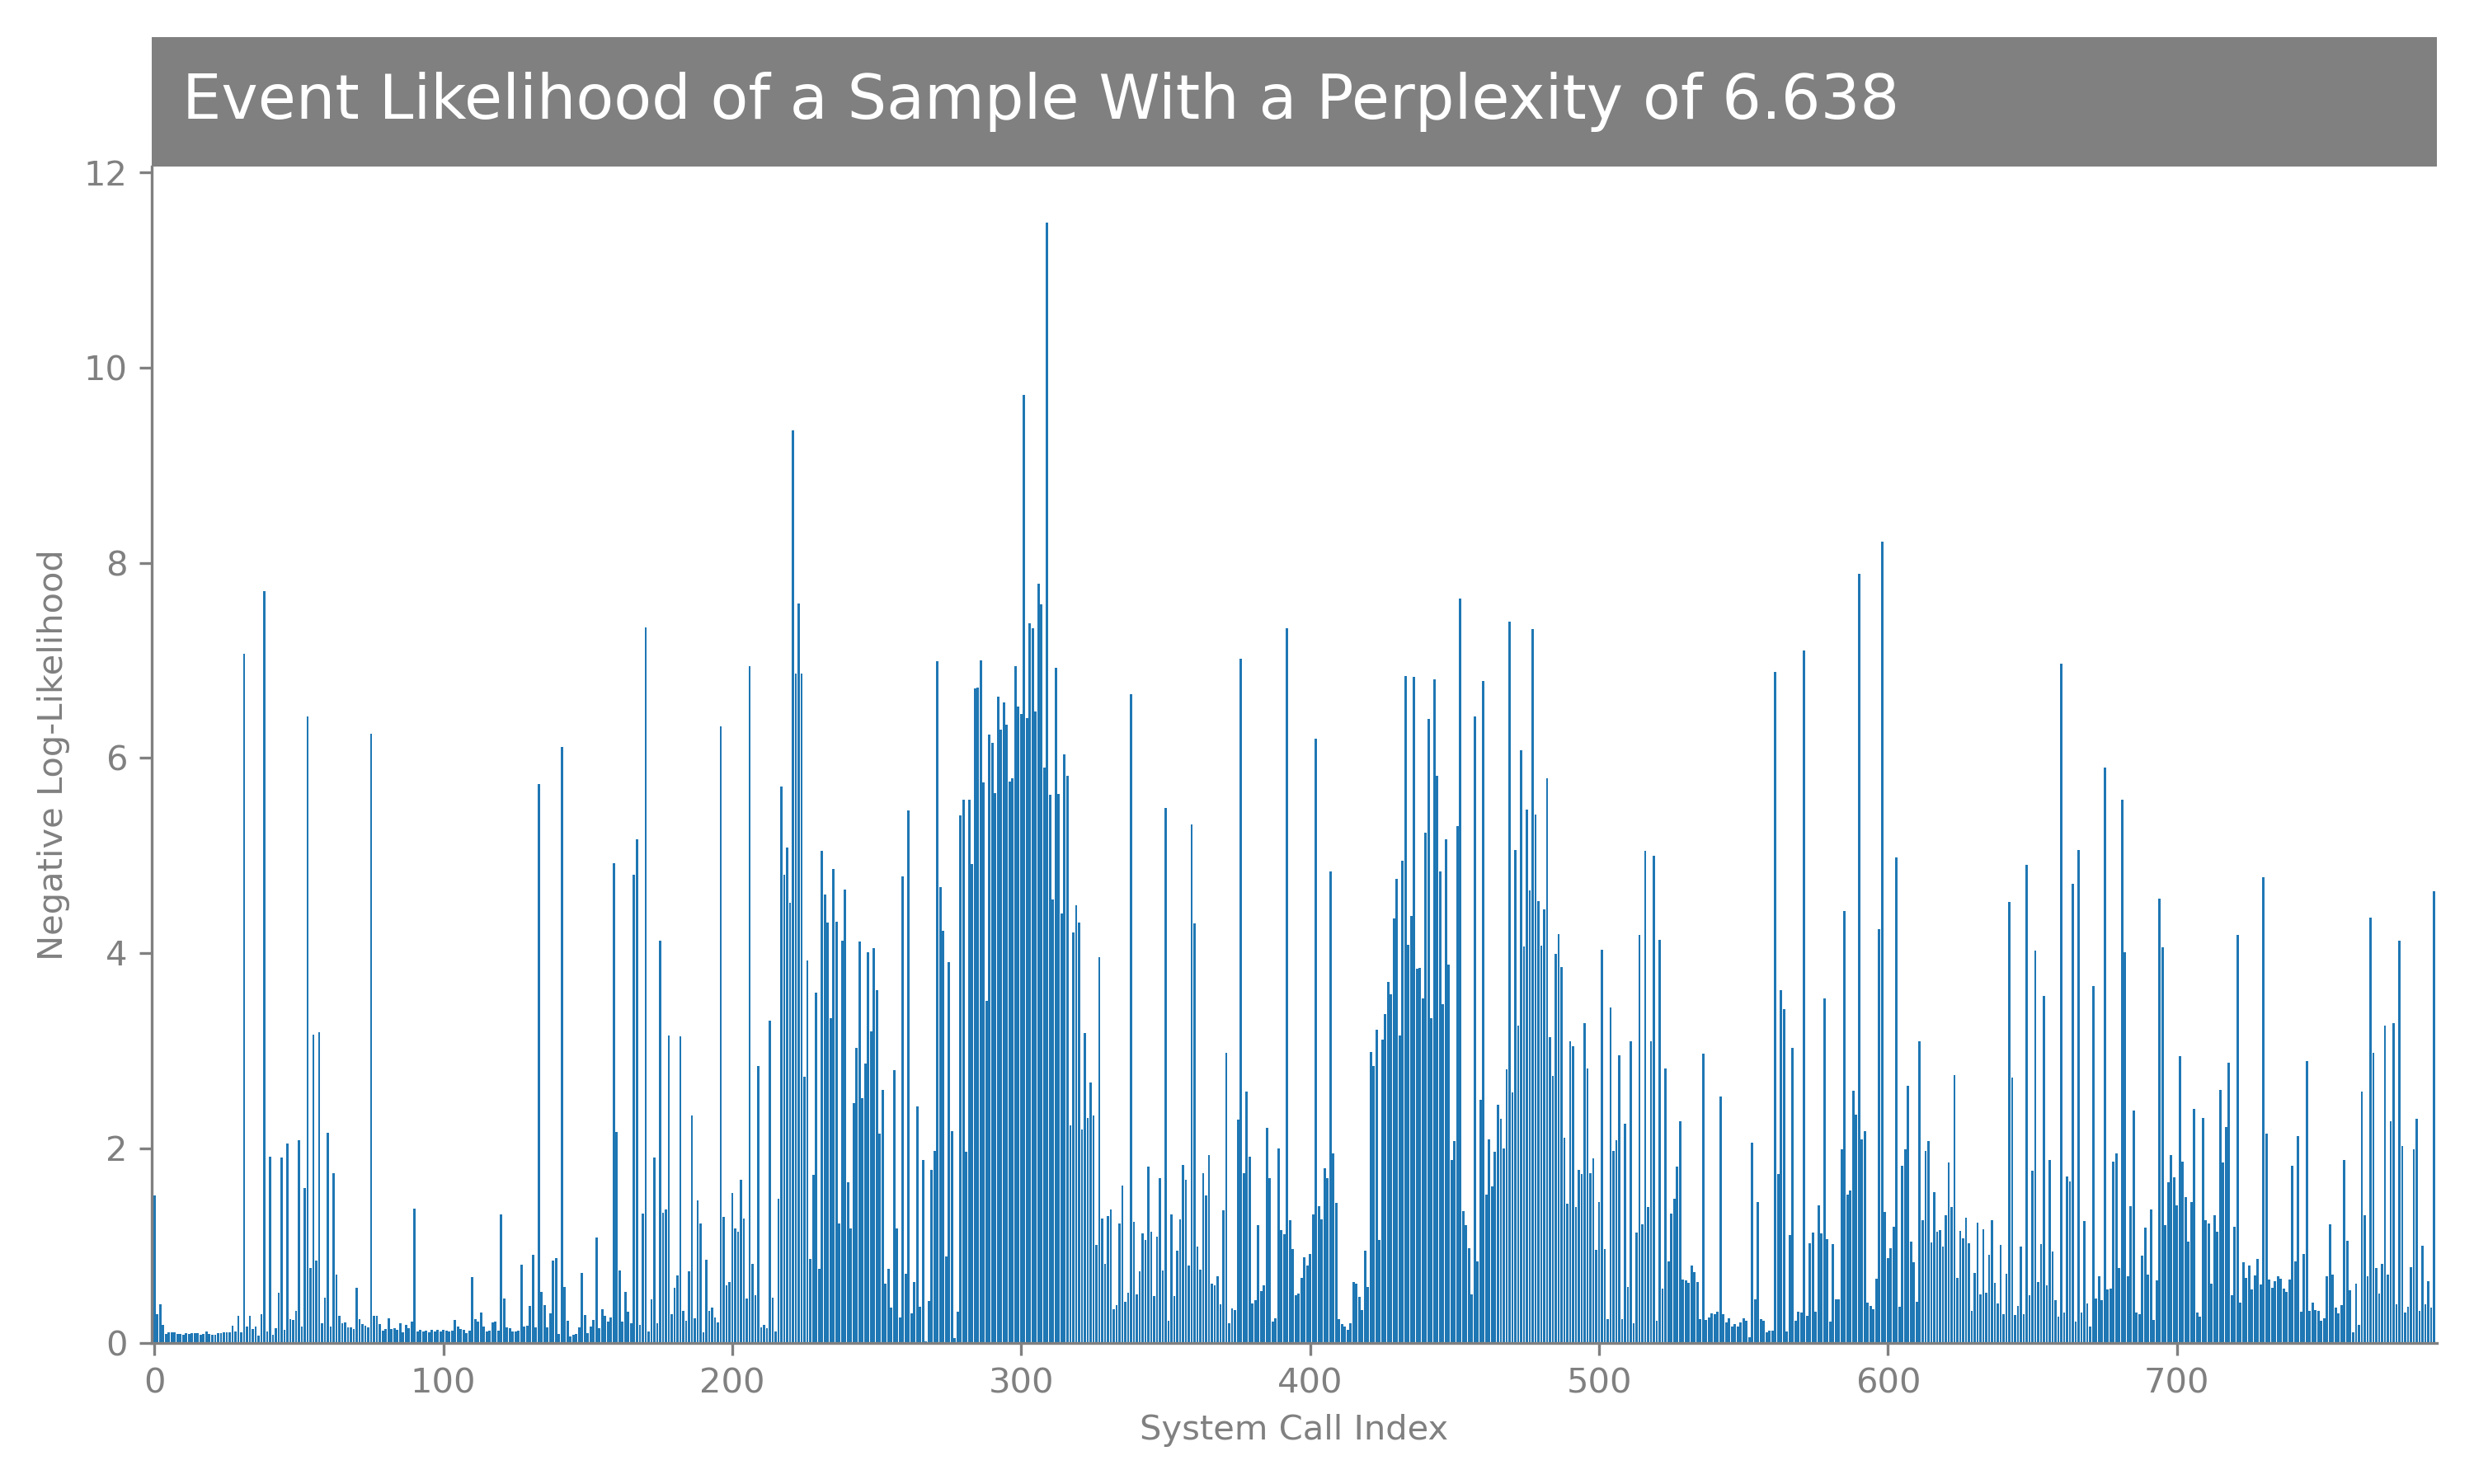 Event Likelihood of a Sample With a Perplexity of 6.638
12
10
8
6
4
2
0
Negative Log-Likelihood
0 100 200 300 400 500 600 700
System Call Index